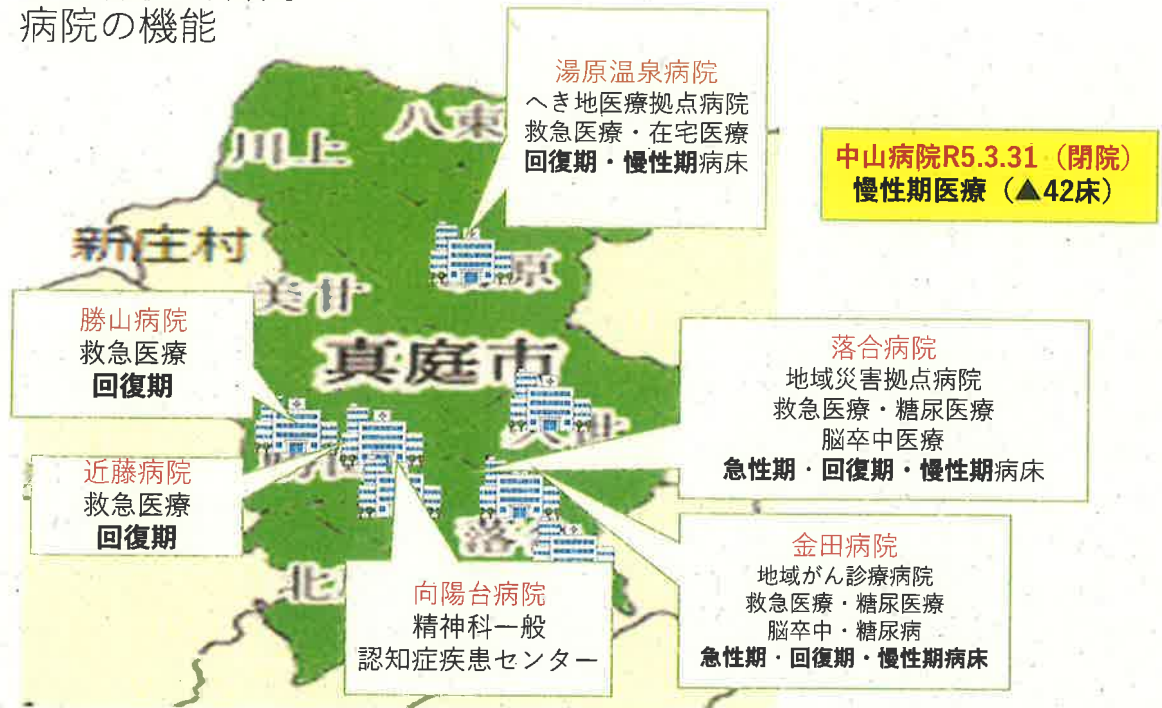 病院の機能
湯原温泉病院
へき地医療拠点病院
救急医療・在宅医療
回復期・慢性期病床
中山病院R5.3.31（閉院）
慢性期医療（▲42床）
川上
八束
新庄村
原
美甘
真庭市
勝山病院
救急医療
回復期
落合病院
地域災害拠点病院
救急医療・糖尿医療
脳卒中医療
急性期・回復期・慢性期病床
近藤病院
救急医療
回復期
落
北
向陽台病院
精神科一般
認知症疾患センター
金田病院
地域がん診療病院
救急医療・糖尿医療
脳卒中・糖尿病
急性期・回復期・慢性期病床